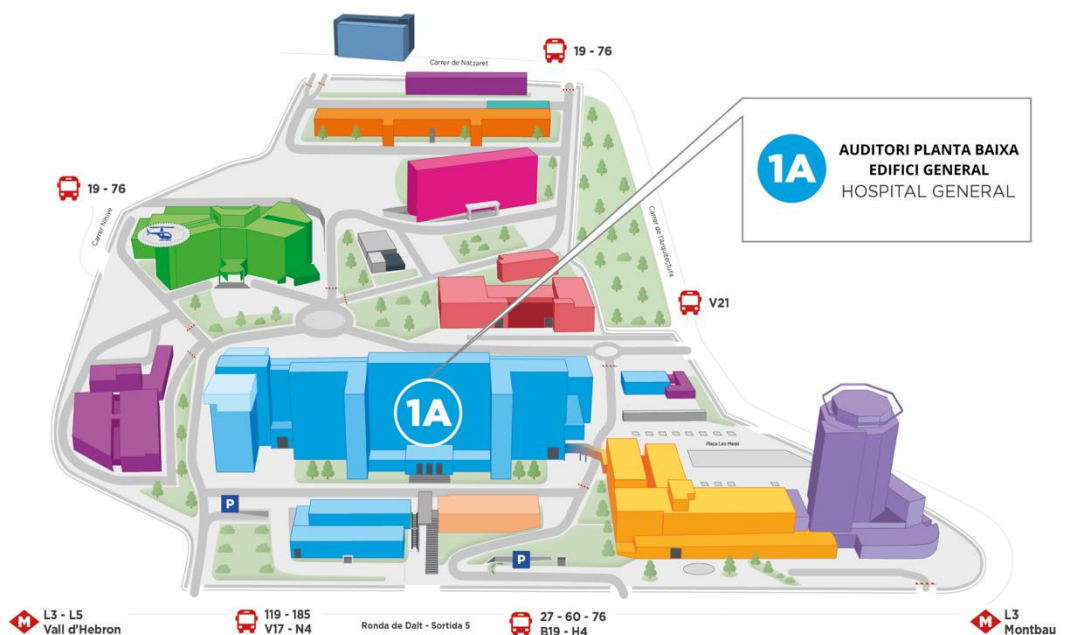 19 - 76
Carrer de Natzaret
1A
AUDITORI PLANTA BAIXA
EDIFICI GENERAL
HOSPITAL GENERAL
19 - 76
Carrer Nínive
Carrer de l'Arquitectura
V21
1A
Plaça Leo Messi
P
P
M
L3 - L5
Vall d'Hebron
119 - 185
V17 - N4
Ronda de Dalt - Sortida 5
27 - 60 - 76
B19 - H4
M
L3
Montbau